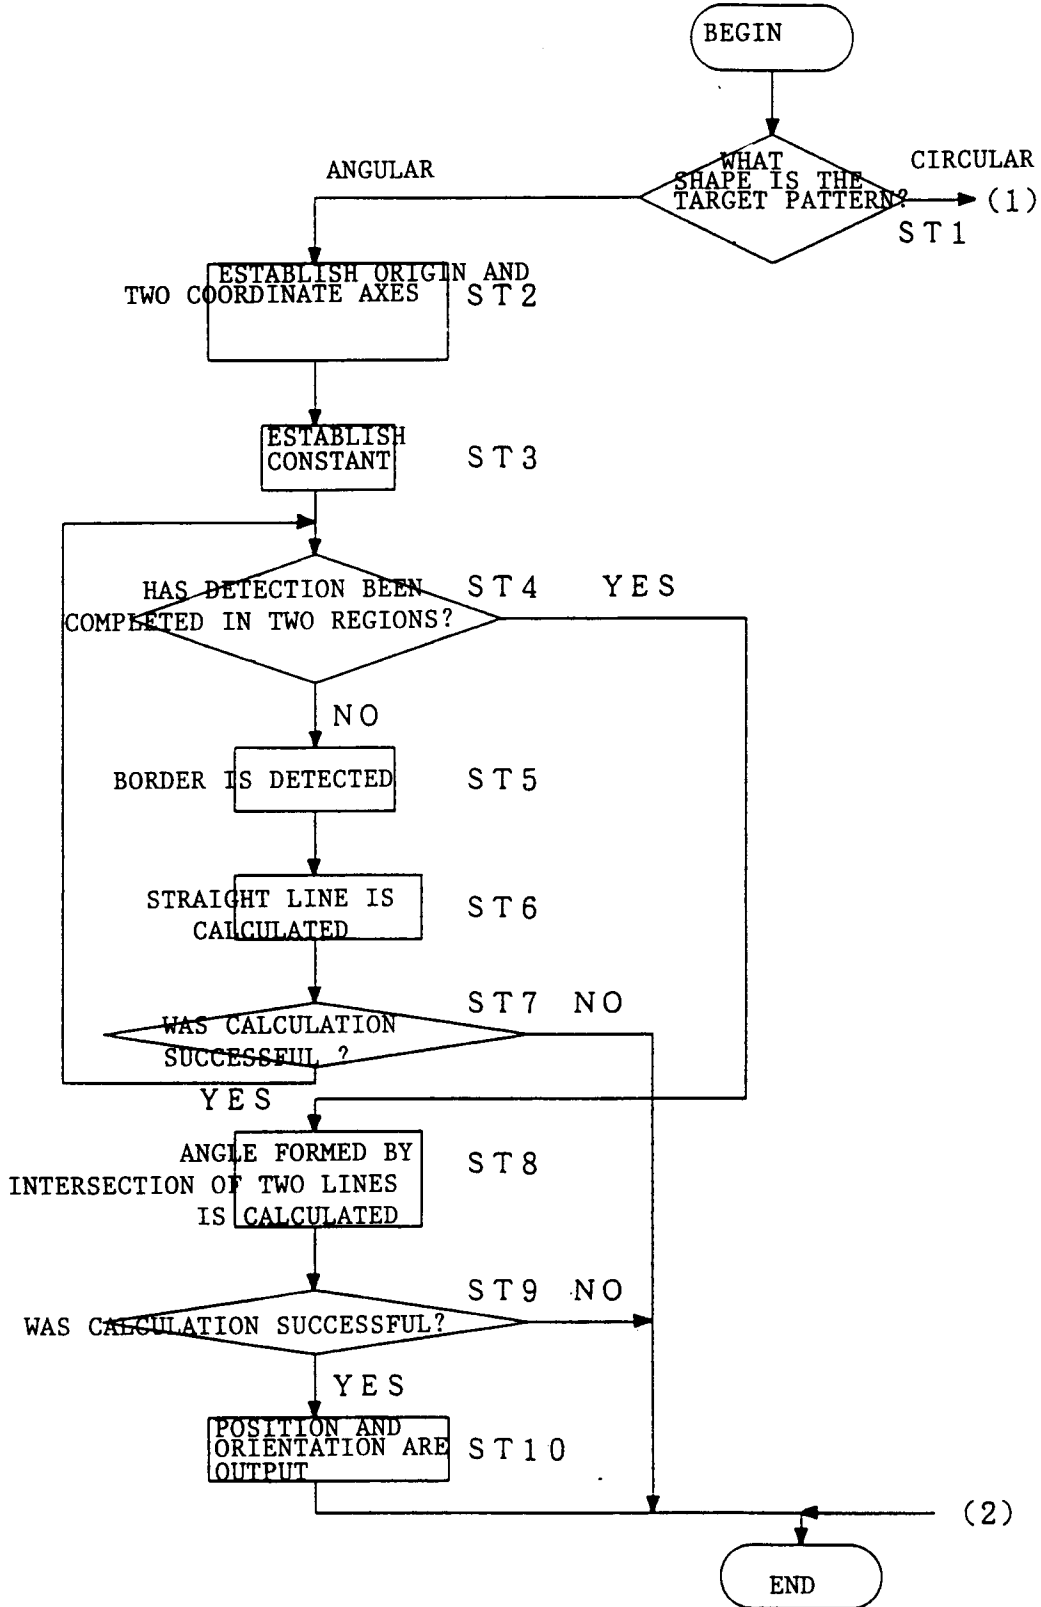 BEGIN
WHAT
SHAPE IS THE
TARGET PATTERN?
CIRCULAR
(1)
ST1
ANGULAR
ESTABLISH ORIGIN AND
TWO COORDINATE AXES
ST2
ESTABLISH
CONSTANT
ST3
HAS DETECTION BEEN
COMPLETED IN TWO REGIONS?
ST4 YES
NO
BORDER IS DETECTED
ST5
STRAIGHT LINE IS
CALCULATED
ST6
ST7 NO
WAS CALCULATION
SUCCESSFUL ?
YES
ANGLE FORMED BY
INTERSECTION OF TWO LINES
IS CALCULATED
ST8
ST9 NO
WAS CALCULATION SUCCESSFUL?
YES
POSITION AND
ORIENTATION ARE
OUTPUT
ST10
(2)
END